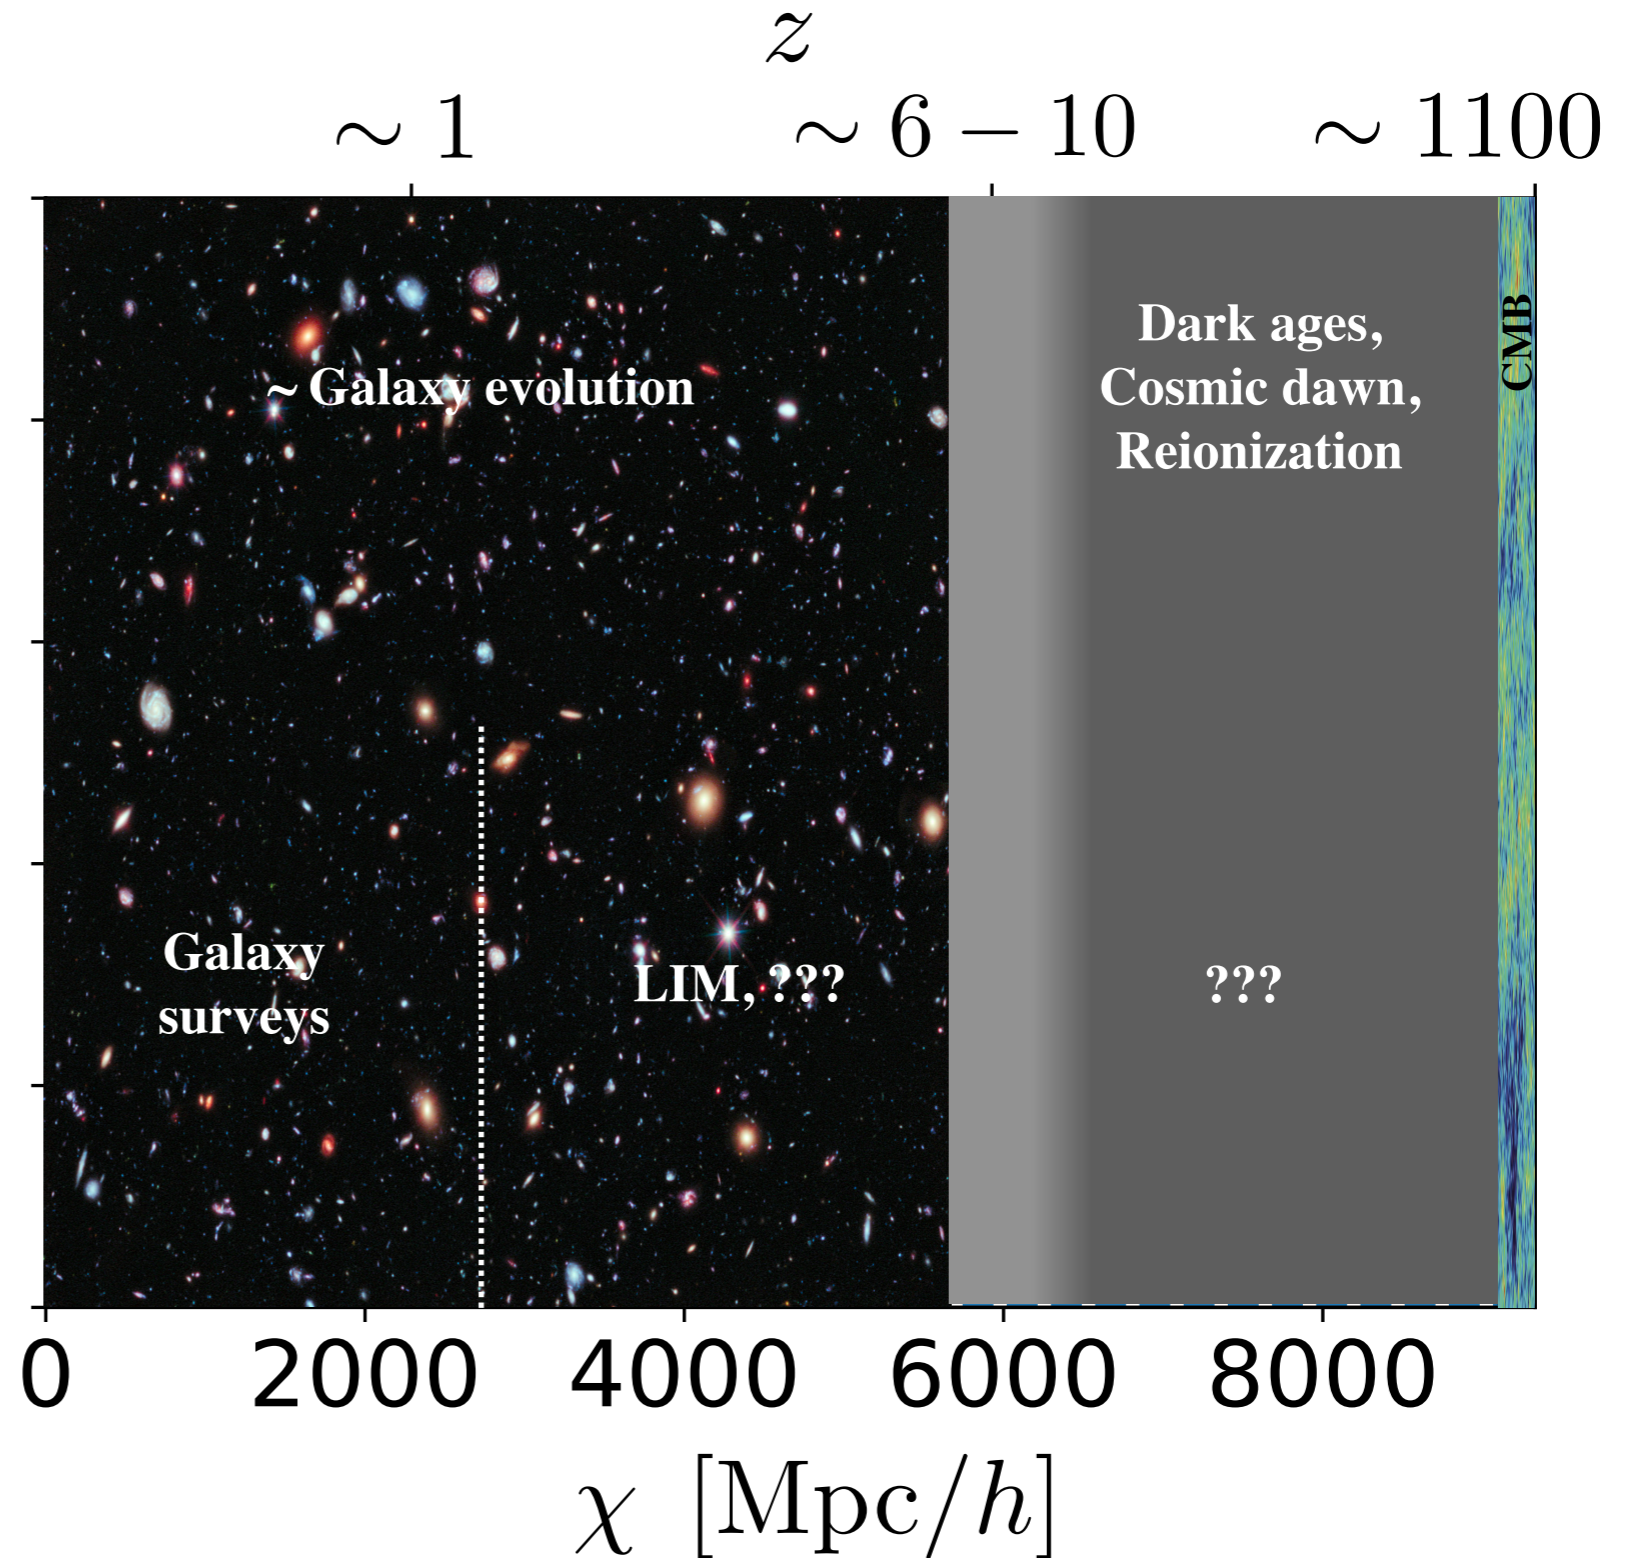 z
∼ 1 ∼ 6 − 10 ∼ 1100
~ Galaxy evolution
Dark ages,
Cosmic dawn,
Reionization
CMB
Galaxy
surveys
LIM, ???
???
0 2000 4000 6000 8000
χ [Mpc/h]